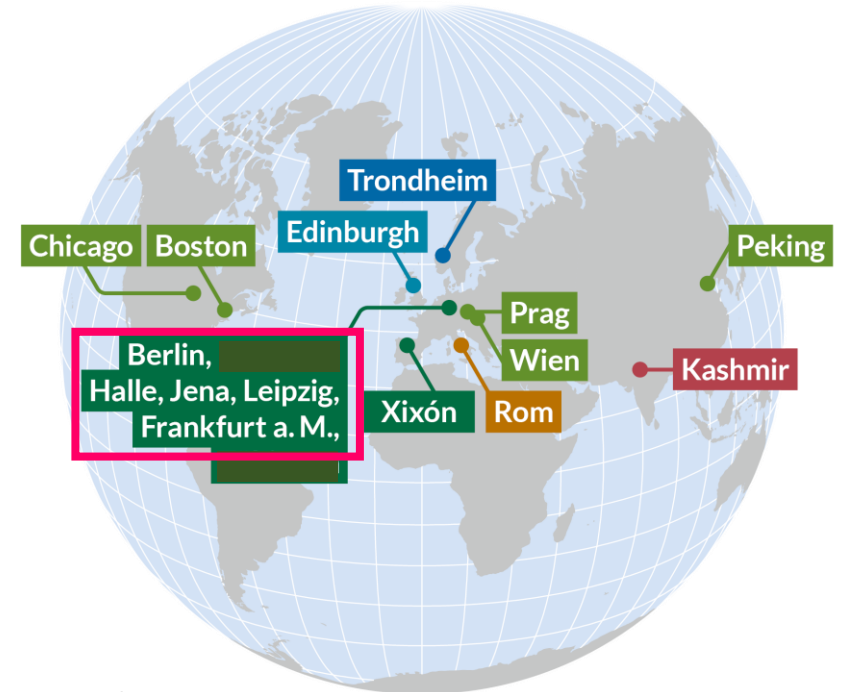 Trondheim
Edinburgh
Chicago
Boston
Peking
Prag
Berlin,
Wien
Halle, Jena, Leipzig,
Kashmir
Frankfurt a. M.,
Xixón
Rom